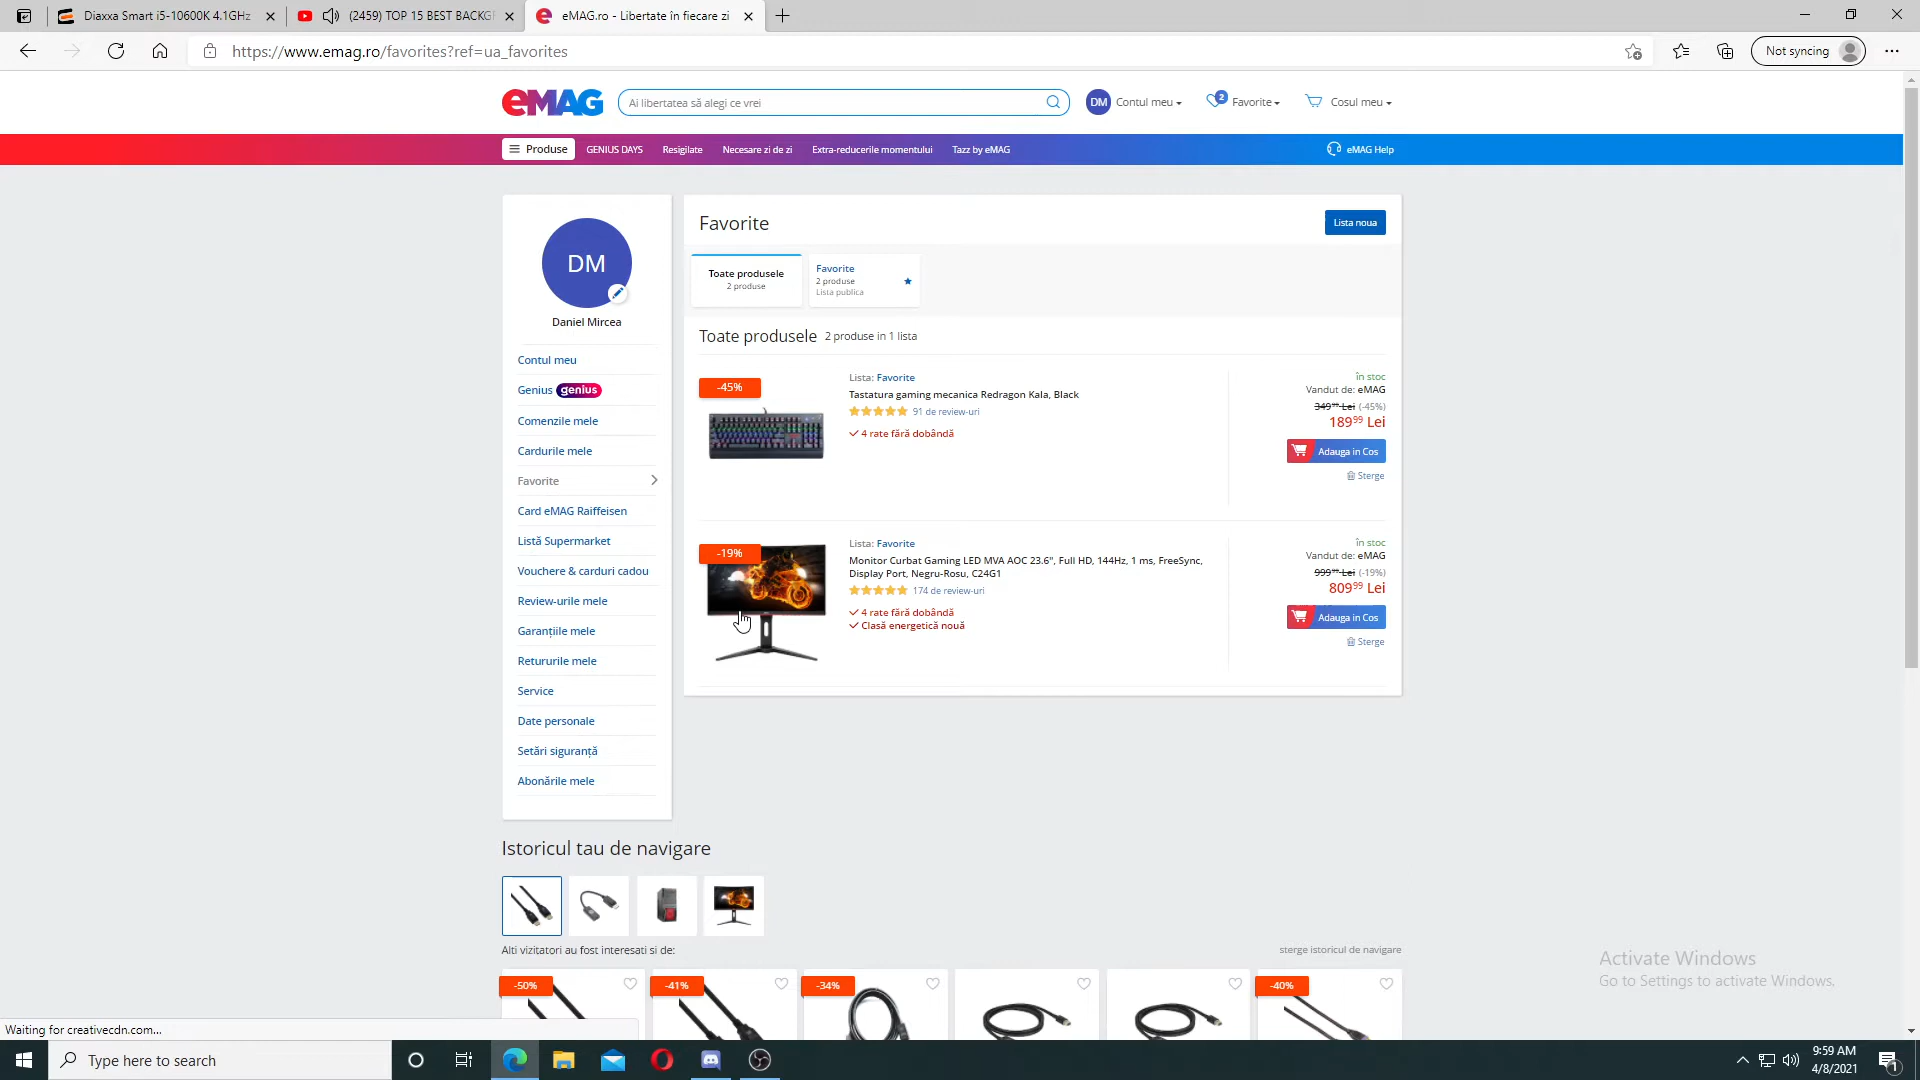 Diaxxa Smart i5-10600K 4.1GHz
(2459) TOP 15 BEST BACKGR
eMAG.ro - Libertate în fiecare zi
https://www.emag.ro/favorites?ref=ua_favorites
Not syncing
eMAG
Ai libertatea să alegi ce vrei
DM
Contul meu
2
Favorite
Cosul meu
Produse
GENIUS DAYS
Resigilate
Necesare zi de zi
Extra-reducerile momentului
Tazz by eMAG
eMAG Help
DM
Daniel Mircea
Contul meu
Genius genius
Comenzile mele
Cardurile mele
Favorite
Card eMAG Raiffeisen
Listă Supermarket
Vouchere & carduri cadou
Review-urile mele
Garanțiile mele
Retururile mele
Service
Date personale
Setări siguranță
Abonările mele
Favorite
Lista noua
Toate produsele
2 produse
Favorite
2 produse
Lista publica
Toate produsele 2 produse in 1 lista
-45%
Lista: Favorite
Tastatura gaming mecanica Redragon Kala, Black
91 de review-uri
4 rate fără dobândă
în stoc
Vandut de: eMAG
349⁹⁹ Lei (-45%)
189⁹⁹ Lei
Adauga in Cos
Sterge
-19%
Lista: Favorite
Monitor Curbat Gaming LED MVA AOC 23.6", Full HD, 144Hz, 1 ms, FreeSync,
Display Port, Negru-Rosu, C24G1
174 de review-uri
4 rate fără dobândă
Clasă energetică nouă
în stoc
Vandut de: eMAG
999⁹⁹ Lei (-19%)
809⁹⁹ Lei
Adauga in Cos
Sterge
Istoricul tau de navigare
Alti vizitatori au fost interesati si de:
sterge istoricul de navigare
-50%
-41%
-34%
-40%
Activate Windows
Go to Settings to activate Windows.
Waiting for creativecdn.com...
Type here to search
9:59 AM
4/8/2021
1